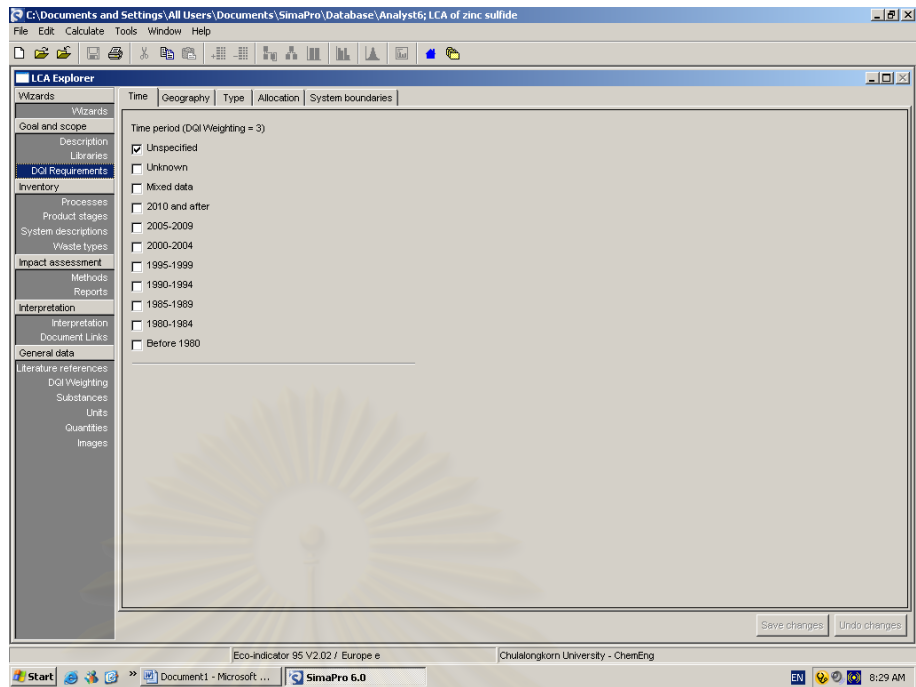 C:\Documents and Settings\All Users\Documents\SimaPro\Database\Analyst6; LCA of zinc sulfide
File Edit Calculate Tools Window Help
LCA Explorer
Wizards
Wizards
Goal and scope
Description
Libraries
DQI Requirements
Inventory
Processes
Product stages
System descriptions
Waste types
Impact assessment
Methods
Reports
Interpretation
Interpretation
Document Links
General data
Literature references
DQI Weighting
Substances
Units
Quantities
Images
Time Geography Type Allocation System boundaries
Time period (DQI Weighting = 3)
Unspecified
Unknown
Mixed data
2010 and after
2005-2009
2000-2004
1995-1999
1990-1994
1985-1989
1980-1984
Before 1980
Save changes Undo changes
Eco-indicator 95 V2.02 / Europe e Chulalongkorn University - ChemEng
Start » Document1 - Microsoft ... SimaPro 6.0 EN 8:29 AM